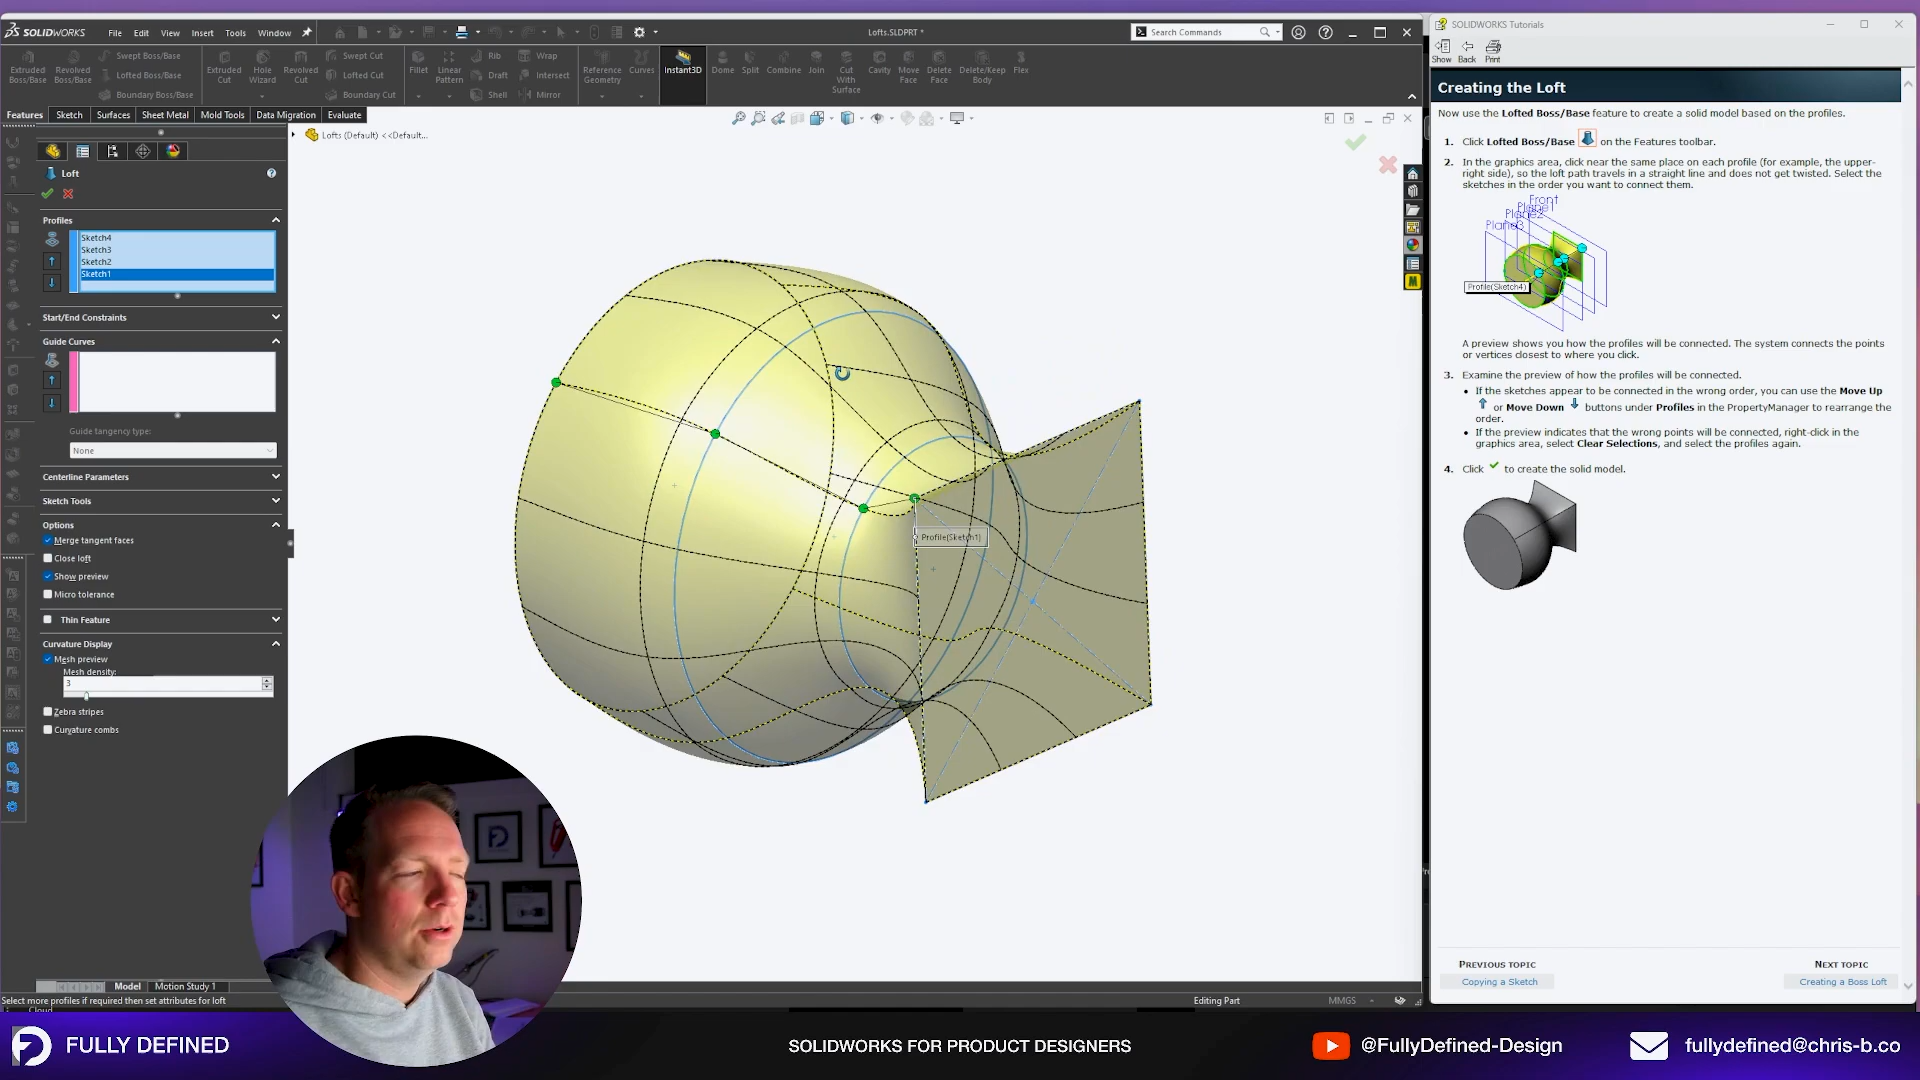 SOLIDWORKS
File
Edit
View
Insert
Tools
Window
Lofts.SLDPRT *
Search Commands
Extruded Boss/Base
Revolved Boss/Base
Swept Boss/Base
Lofted Boss/Base
Boundary Boss/Base
Extruded Cut
Hole Wizard
Revolved Cut
Swept Cut
Lofted Cut
Boundary Cut
Fillet
Linear Pattern
Rib
Draft
Shell
Wrap
Intersect
Mirror
Reference Geometry
Curves
Instant3D
Dome
Split
Combine
Join
Cut With Surface
Cavity
Move Face
Delete Face
Delete/Keep Body
Flex
Features
Sketch
Surfaces
Sheet Metal
Mold Tools
Data Migration
Evaluate
Lofts (Default) <<Default...
Loft
Profiles
Sketch4
Sketch3
Sketch2
Sketch1
Start/End Constraints
Guide Curves
Guide tangency type:
None
Centerline Parameters
Sketch Tools
Options
Merge tangent faces
Close loft
Show preview
Micro tolerance
Thin Feature
Curvature Display
Mesh preview
Mesh density:
3
Zebra stripes
Curvature combs
Profile(Sketch1)
Model
Motion Study 1
Select more profiles if required then set attributes for loft
Editing Part
MMGS
Cloud
SOLIDWORKS Tutorials
Show
Back
Print
Creating the Loft
Now use the Lofted Boss/Base feature to create a solid model based on the profiles.
1. Click Lofted Boss/Base on the Features toolbar.
2. In the graphics area, click near the same place on each profile (for example, the upper-
right side), so the loft path travels in a straight line and does not get twisted. Select the
sketches in the order you want to connect them.
Front
Plane1
Plane2
Plane3
Profile(Sketch4)
A preview shows you how the profiles will be connected. The system connects the points
or vertices closest to where you click.
3. Examine the preview of how the profiles will be connected.
• If the sketches appear to be connected in the wrong order, you can use the Move Up
or Move Down buttons under Profiles in the PropertyManager to rearrange the
order.
• If the preview indicates that the wrong points will be connected, right-click in the
graphics area, select Clear Selections, and select the profiles again.
4. Click to create the solid model.
PREVIOUS TOPIC
Copying a Sketch
NEXT TOPIC
Creating a Boss Loft
FULLY DEFINED
SOLIDWORKS FOR PRODUCT DESIGNERS
@FullyDefined-Design
fullydefined@chris-b.co